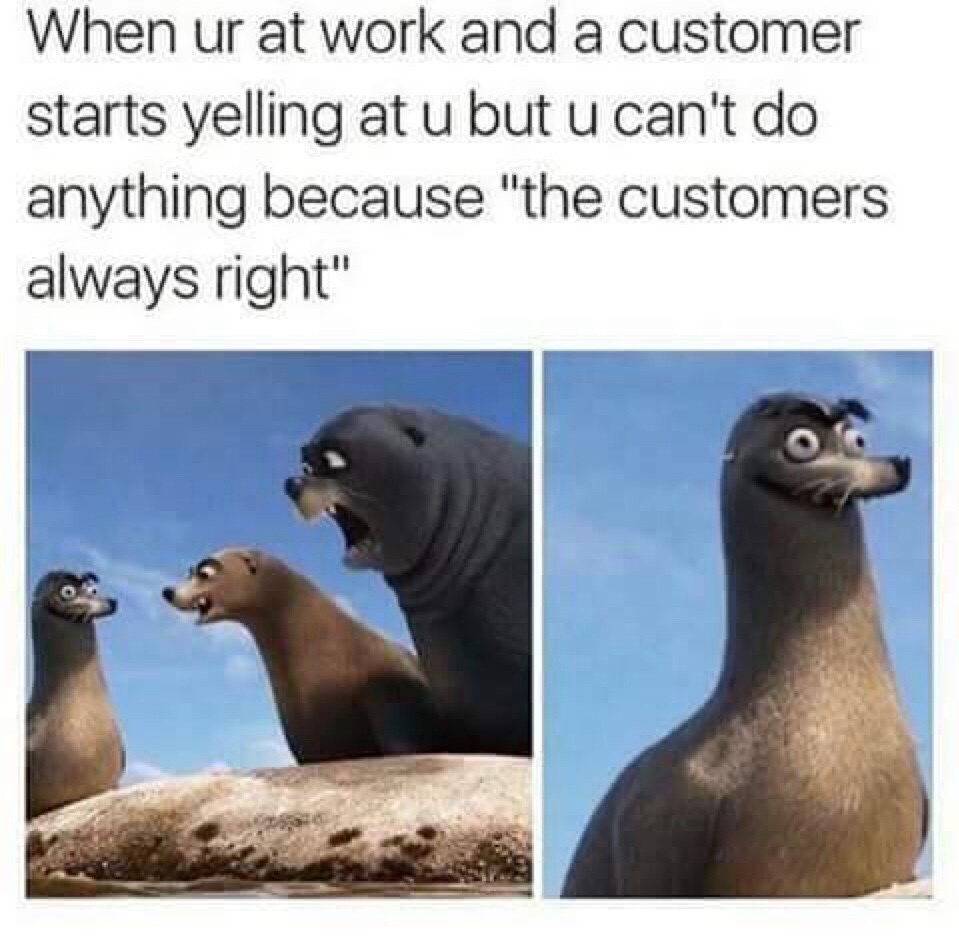 When ur at work and a customer
starts yelling at u but u can't do
anything because "the customers
always right"